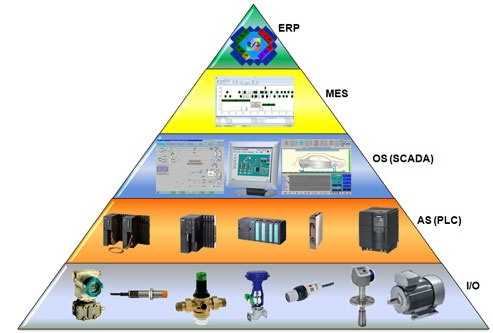 ERP
MES
OS (SCADA)
AS (PLC)
I/O